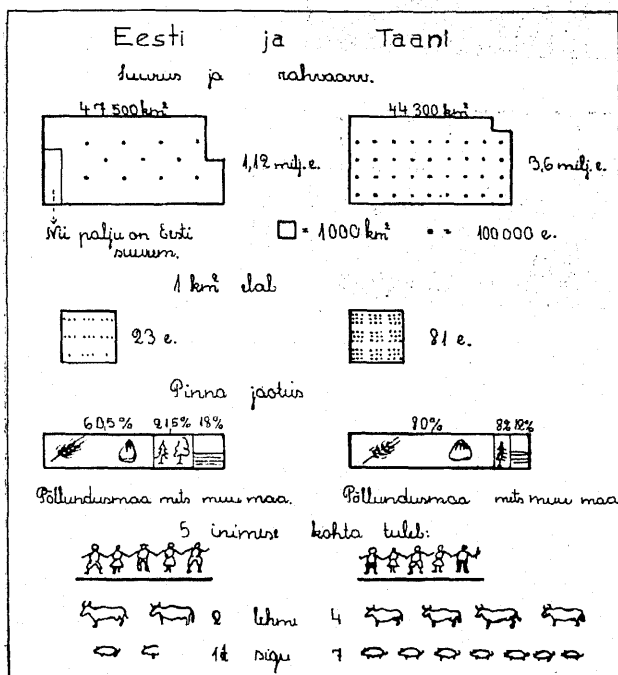 Eesti ja Taani
suurus ja rahvaarv.
47 500 km² 44 300 km²
1,12 milj. e. 3,6 milj. e.
Nii palju on Eesti
suurem.
= 1000 km² = 100 000 e.
1 km² elab
23 e. 81 e.
Pinna jaotus
60,5% 21,5% 18% 80% 8% 12%
Põllundusmaa mets muu maa. Põllundusmaa mets muu maa
5 inimese kohta tuleb:
2 lehma 4
sigu 7